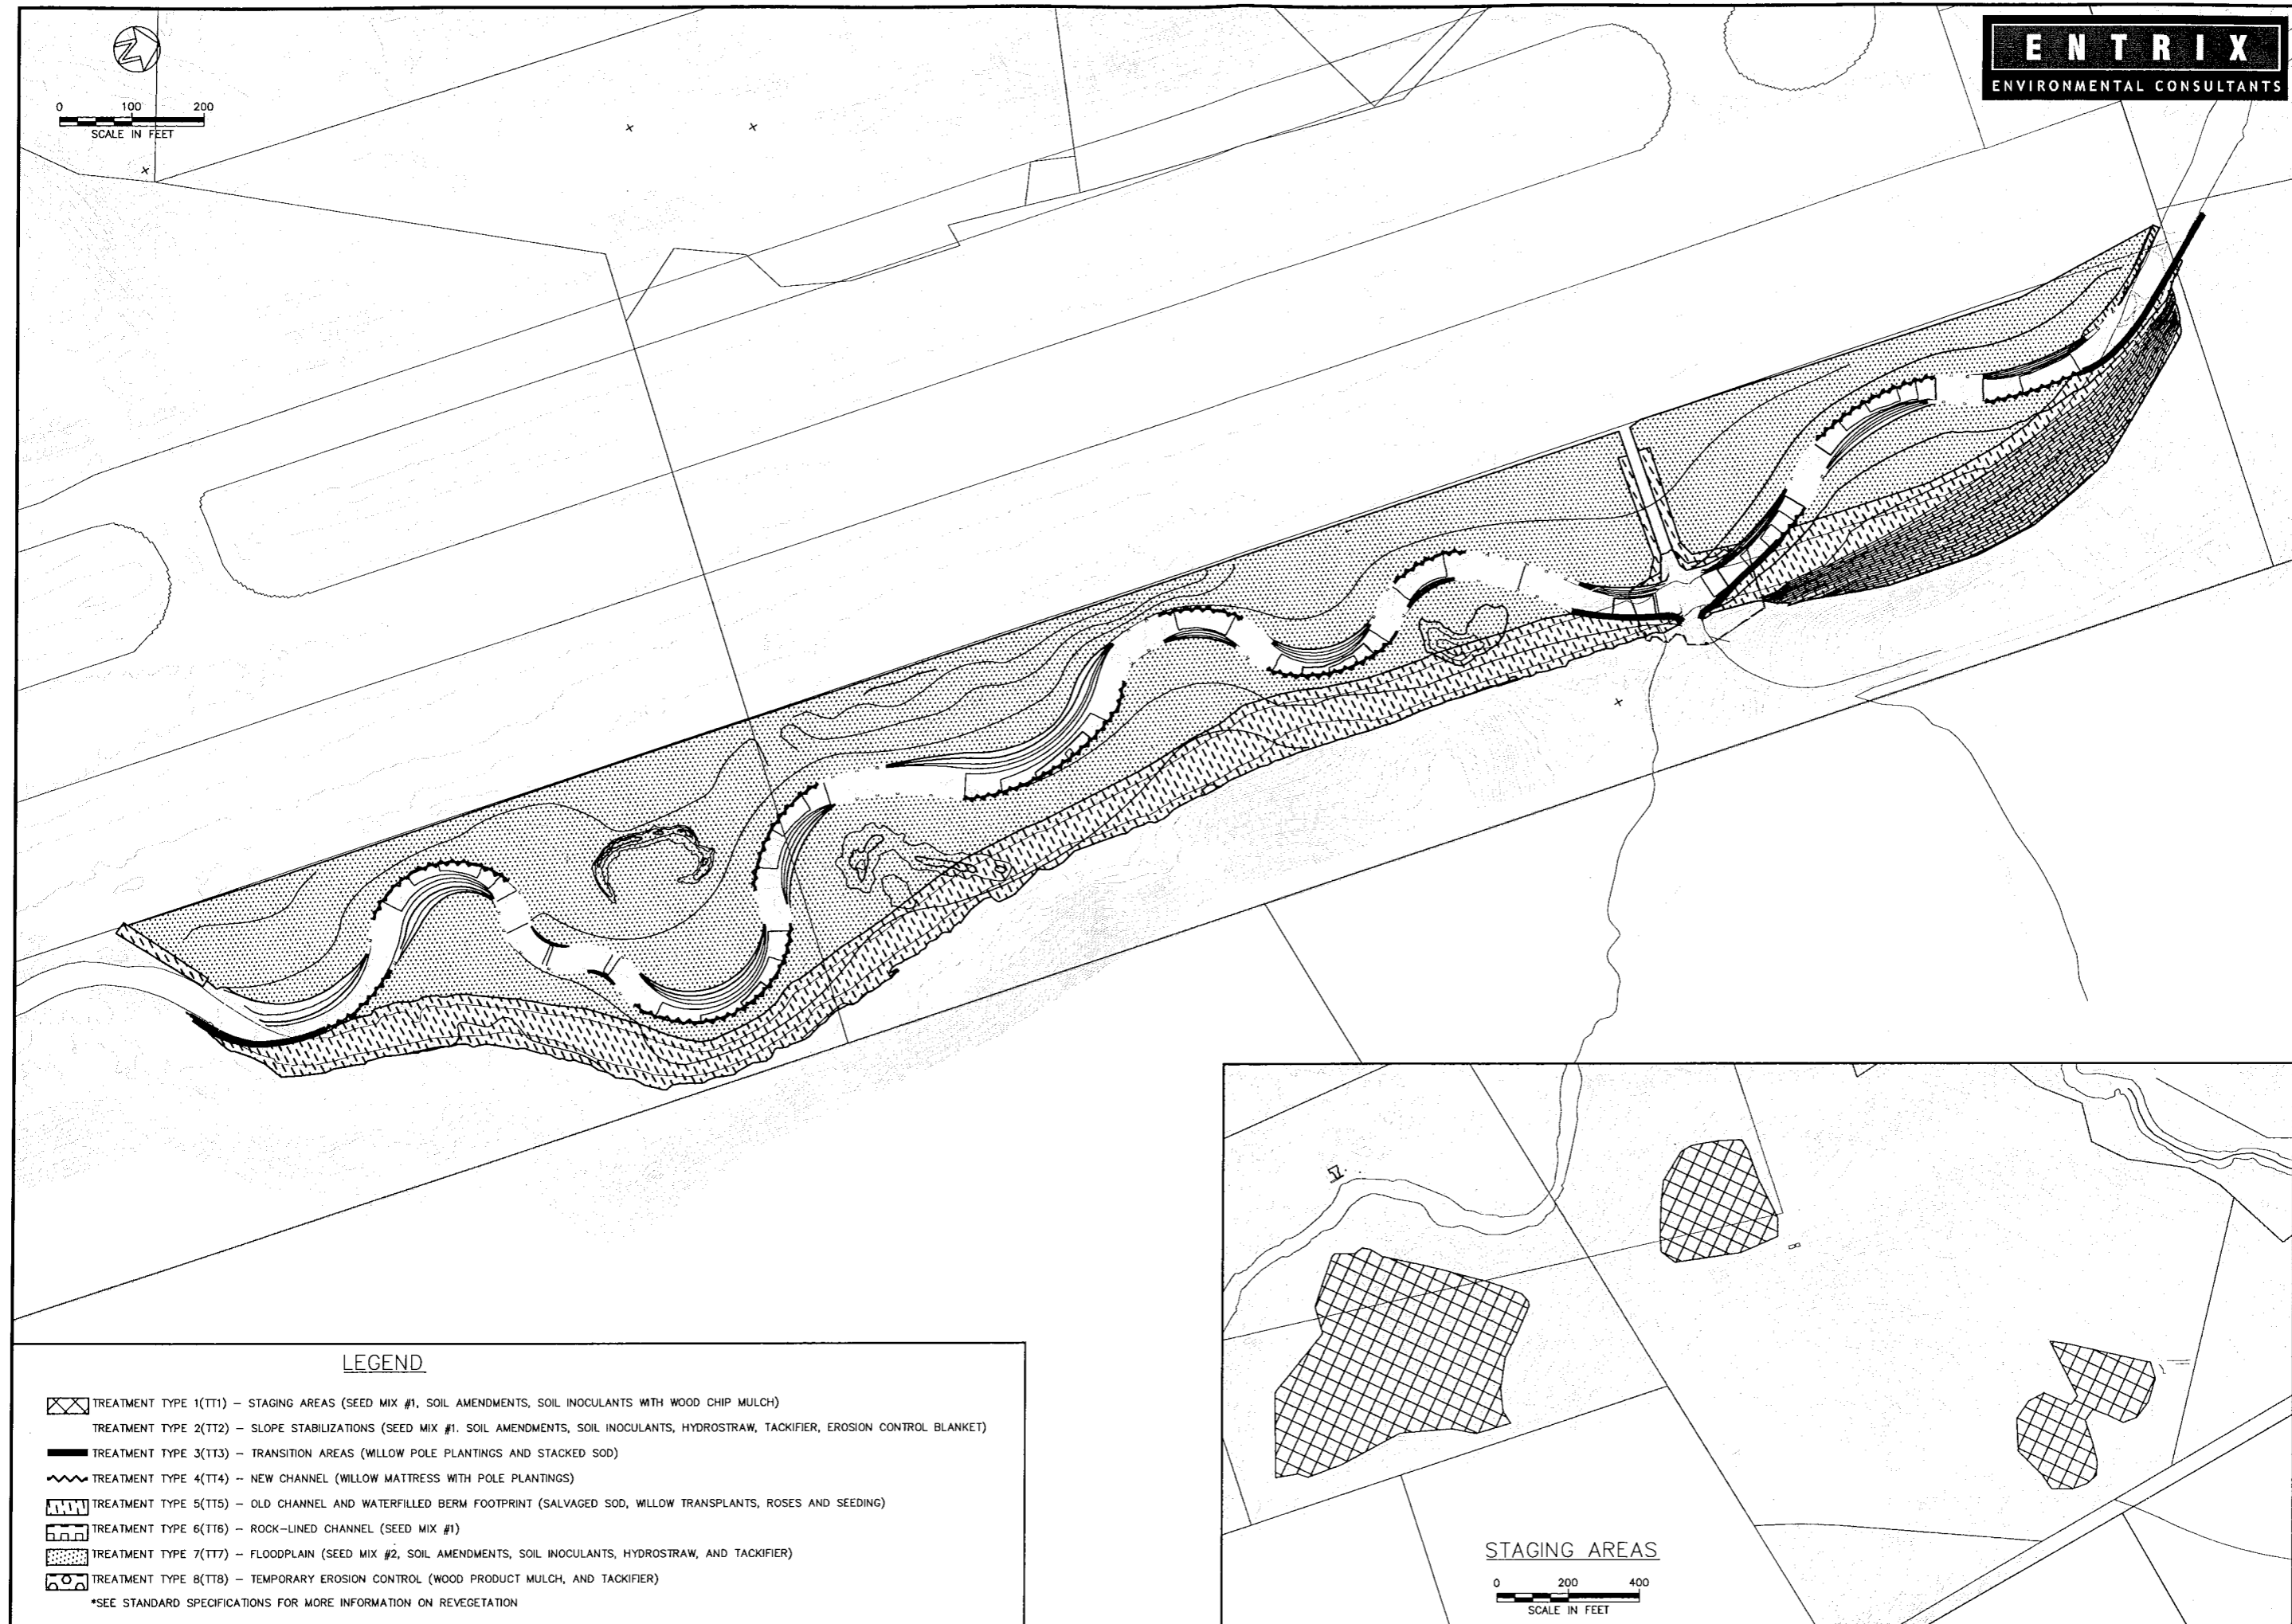 ENTRIX
ENVIRONMENTAL CONSULTANTS
N
0 100 200
SCALE IN FEET
LEGEND
TREATMENT TYPE 1(TT1) – STAGING AREAS (SEED MIX #1, SOIL AMENDMENTS, SOIL INOCULANTS WITH WOOD CHIP MULCH)
TREATMENT TYPE 2(TT2) – SLOPE STABILIZATIONS (SEED MIX #1. SOIL AMENDMENTS, SOIL INOCULANTS, HYDROSTRAW, TACKIFIER, EROSION CONTROL BLANKET)
TREATMENT TYPE 3(TT3) – TRANSITION AREAS (WILLOW POLE PLANTINGS AND STACKED SOD)
TREATMENT TYPE 4(TT4) – NEW CHANNEL (WILLOW MATTRESS WITH POLE PLANTINGS)
TREATMENT TYPE 5(TT5) – OLD CHANNEL AND WATERFILLED BERM FOOTPRINT (SALVAGED SOD, WILLOW TRANSPLANTS, ROSES AND SEEDING)
TREATMENT TYPE 6(TT6) – ROCK-LINED CHANNEL (SEED MIX #1)
TREATMENT TYPE 7(TT7) – FLOODPLAIN (SEED MIX #2, SOIL AMENDMENTS, SOIL INOCULANTS, HYDROSTRAW, AND TACKIFIER)
TREATMENT TYPE 8(TT8) – TEMPORARY EROSION CONTROL (WOOD PRODUCT MULCH, AND TACKIFIER)
*SEE STANDARD SPECIFICATIONS FOR MORE INFORMATION ON REVEGETATION
STAGING AREAS
0 200 400
SCALE IN FEET